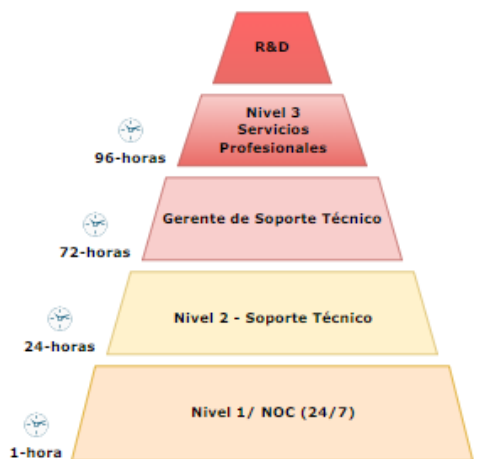 R&D
Nivel 3
Servicios
Profesionales
96-horas
Gerente de Soporte Técnico
72-horas
Nivel 2 - Soporte Técnico
24-horas
Nivel 1/ NOC (24/7)
1-hora